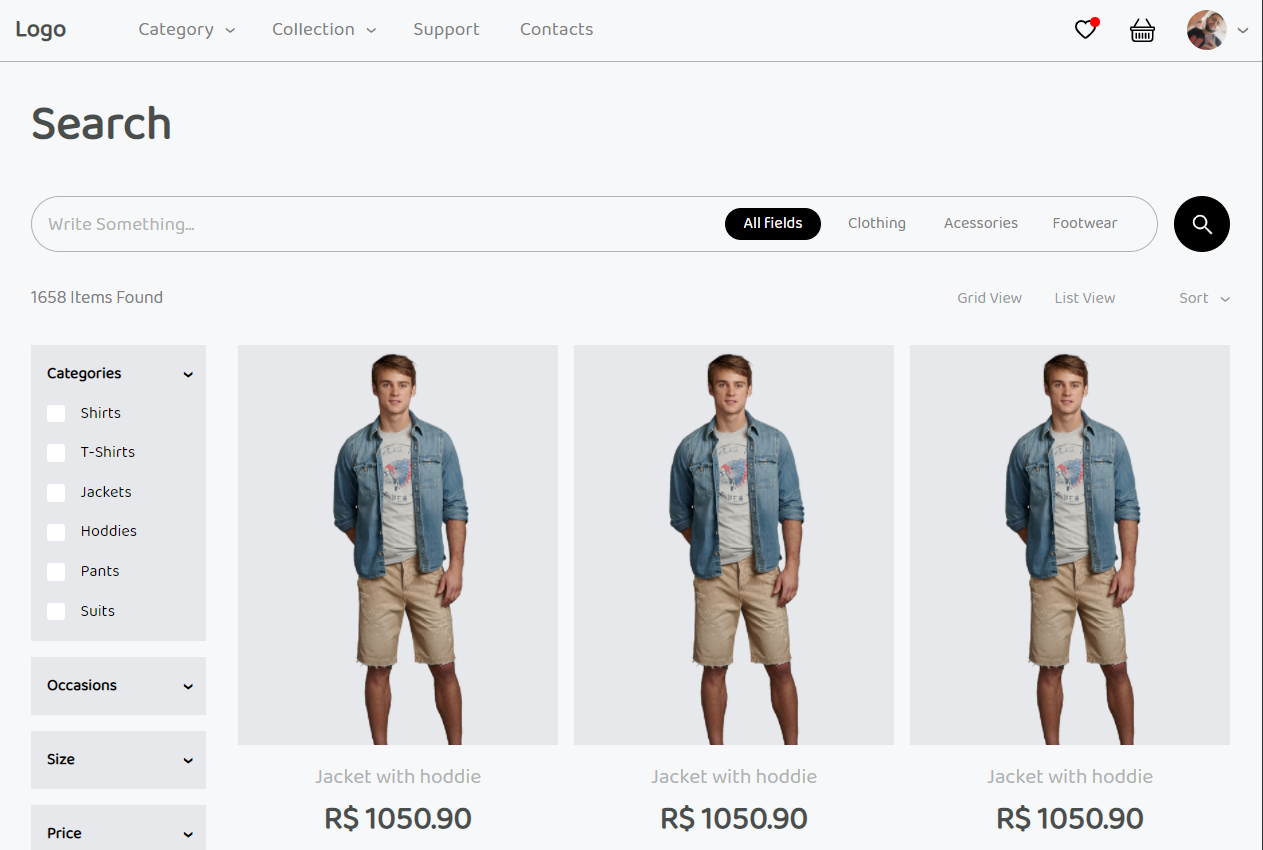 Logo Category Collection Support Contacts
Search
Write Something... All fields Clothing Acessories Footwear
1658 Items Found Grid View List View Sort
Categories
Shirts
T-Shirts
Jackets
Hoddies
Pants
Suits
Occasions
Size
Price
Jacket with hoddie Jacket with hoddie Jacket with hoddie
R$ 1050.90 R$ 1050.90 R$ 1050.90